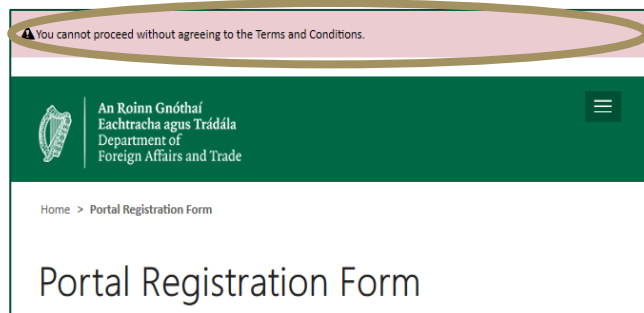 You cannot proceed without agreeing to the Terms and Conditions.
An Roinn Gnóthaí
Eachtracha agus Trádála
Department of
Foreign Affairs and Trade
Home > Portal Registration Form
Portal Registration Form